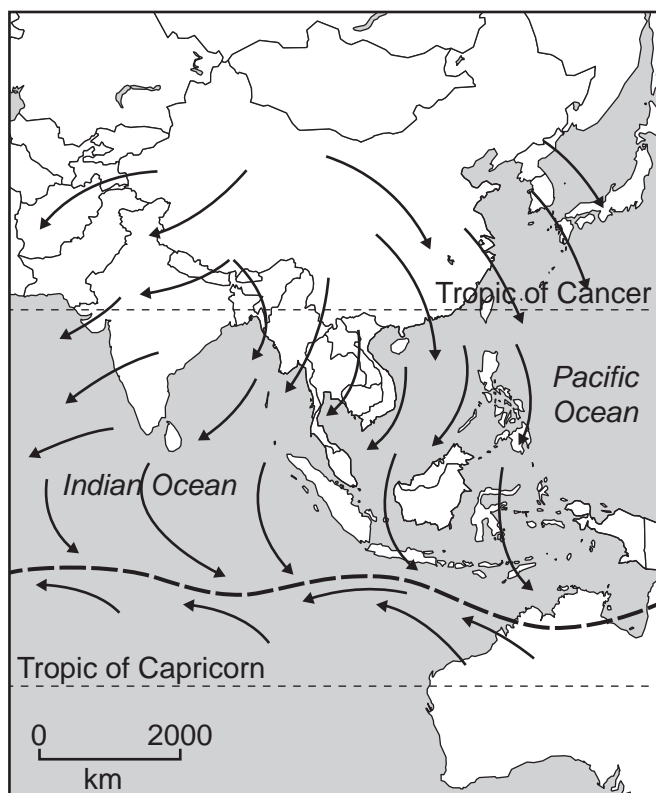 Tropic of Cancer
Pacific
Ocean
Indian Ocean
Tropic of Capricorn
0 2000
km